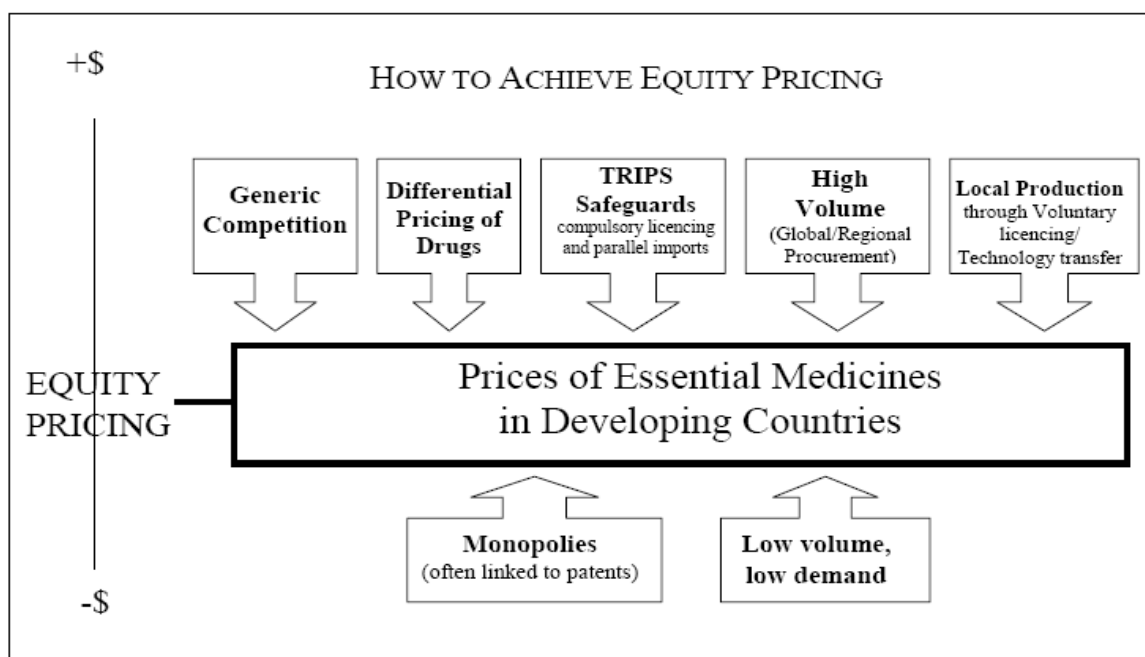 +$
HOW TO ACHIEVE EQUITY PRICING
Generic
Competition
Differential
Pricing of
Drugs
TRIPS
Safeguards
compulsory licencing
and parallel imports
High
Volume
(Global/Regional
Procurement)
Local Production
through Voluntary
licencing/
Technology transfer
EQUITY
PRICING
Prices of Essential Medicines
in Developing Countries
Monopolies
(often linked to patents)
Low volume,
low demand
-$